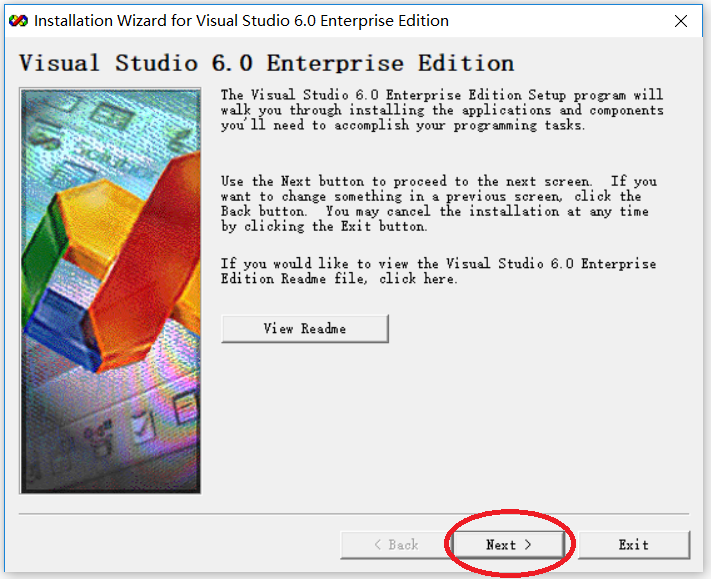 Installation Wizard for Visual Studio 6.0 Enterprise Edition
Visual Studio 6.0 Enterprise Edition
The Visual Studio 6.0 Enterprise Edition Setup program will
walk you through installing the applications and components
you'll need to accomplish your programming tasks.
Use the Next button to proceed to the next screen.  If you
want to change something in a previous screen, click the
Back button.  You may cancel the installation at any time
by clicking the Exit button.
If you would like to view the Visual Studio 6.0 Enterprise
Edition Readme file, click here.
View Readme
< Back
Next >
Exit